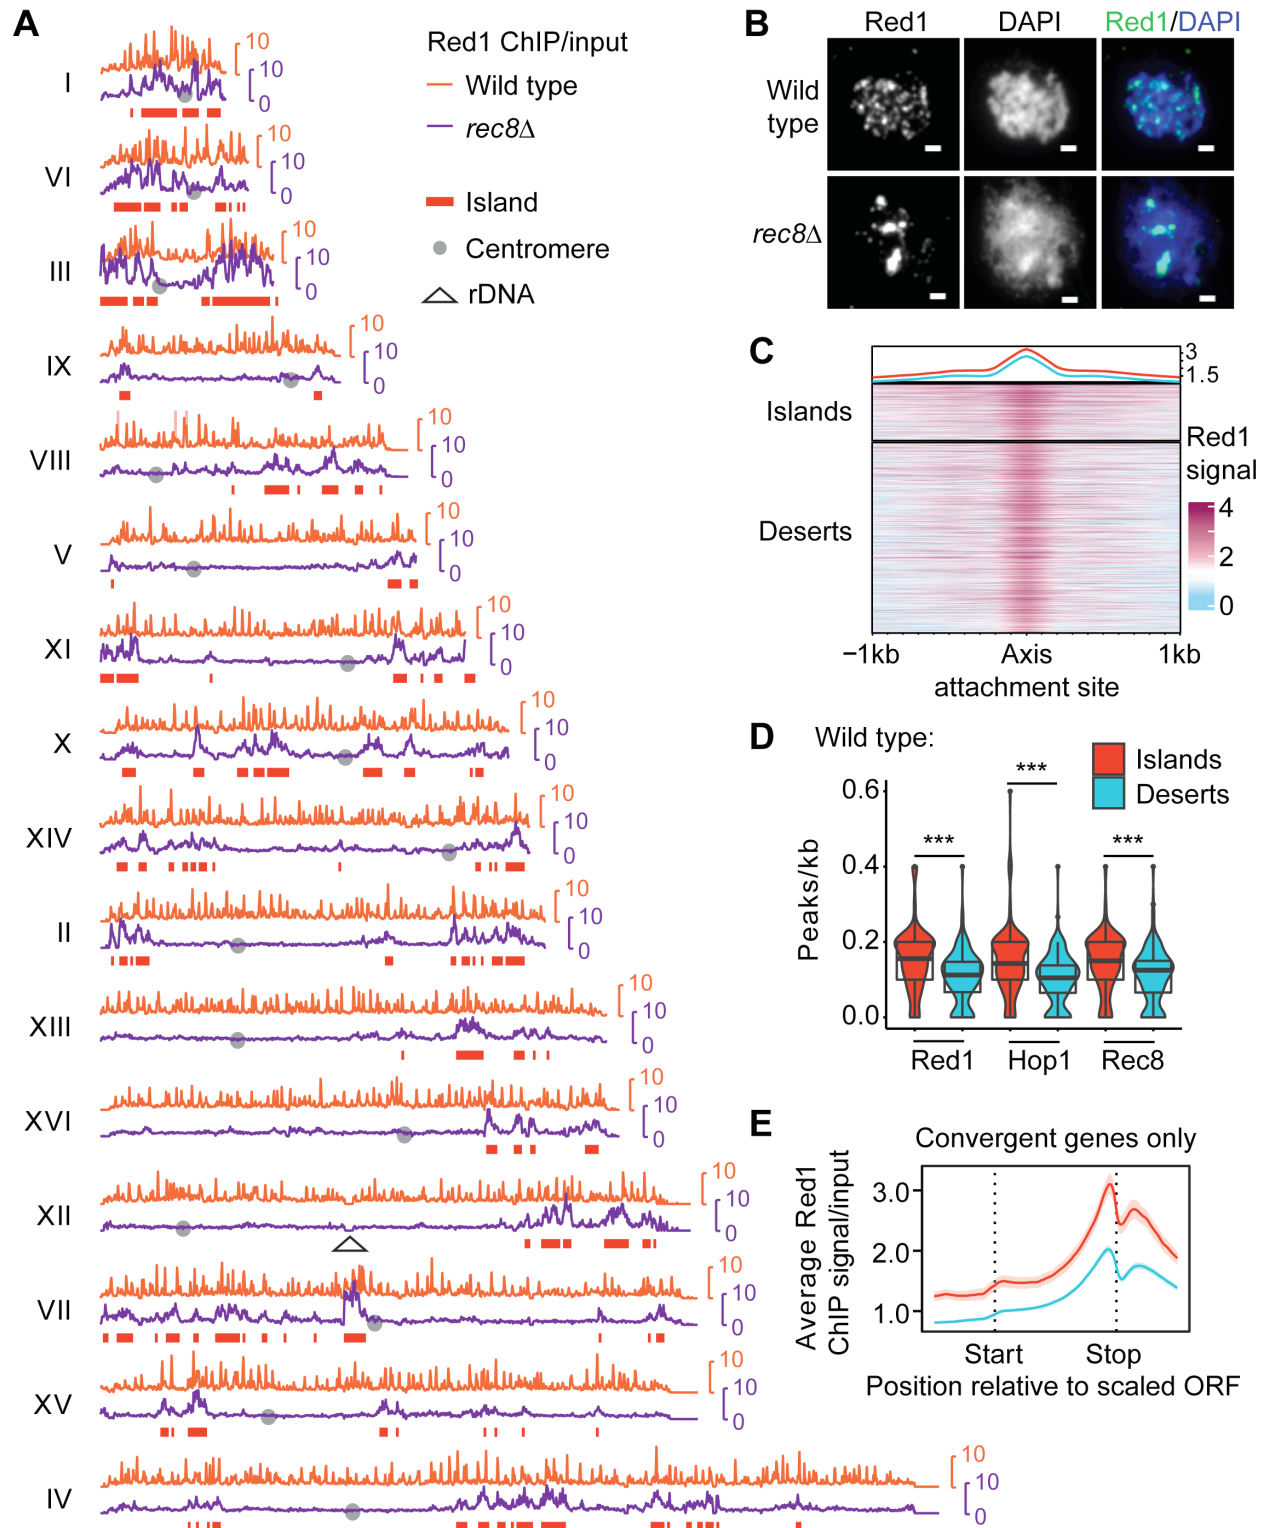 A
Red1 ChIP/input
Wild type
rec8Δ
Island
Centromere
rDNA
I
10
10
0
VI
10
10
0
III
10
10
0
IX
10
10
0
VIII
10
10
0
V
10
10
0
XI
10
10
0
X
10
10
0
XIV
10
10
0
II
10
10
0
XIII
10
10
0
XVI
10
10
0
XII
10
10
0
VII
10
10
0
XV
10
10
0
IV
10
10
0
B
Red1 DAPI Red1/DAPI
Wild
type
rec8Δ
C
3
1.5
Islands
Deserts
Red1
signal
4
2
0
−1kb Axis 1kb
attachment site
D
Wild type:
Islands
Deserts
*** *** ***
Peaks/kb
0.6
0.4
0.2
0.0
Red1 Hop1 Rec8
E
Convergent genes only
Average Red1
ChIP signal/input
3.0
2.0
1.0
Start Stop
Position relative to scaled ORF